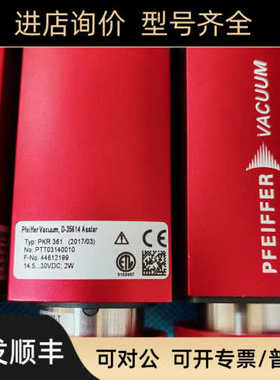 进店询价 型号齐全
PFEIFFER VACUUM
Pfeiffer Vacuum, D-35614 Asslar
Typ: PKR 361 (2017/03)
No: PTT03140010
F-No: 44612199
14.5...30VDC; 2W
ETL
发顺丰
可对公 可开专票/普